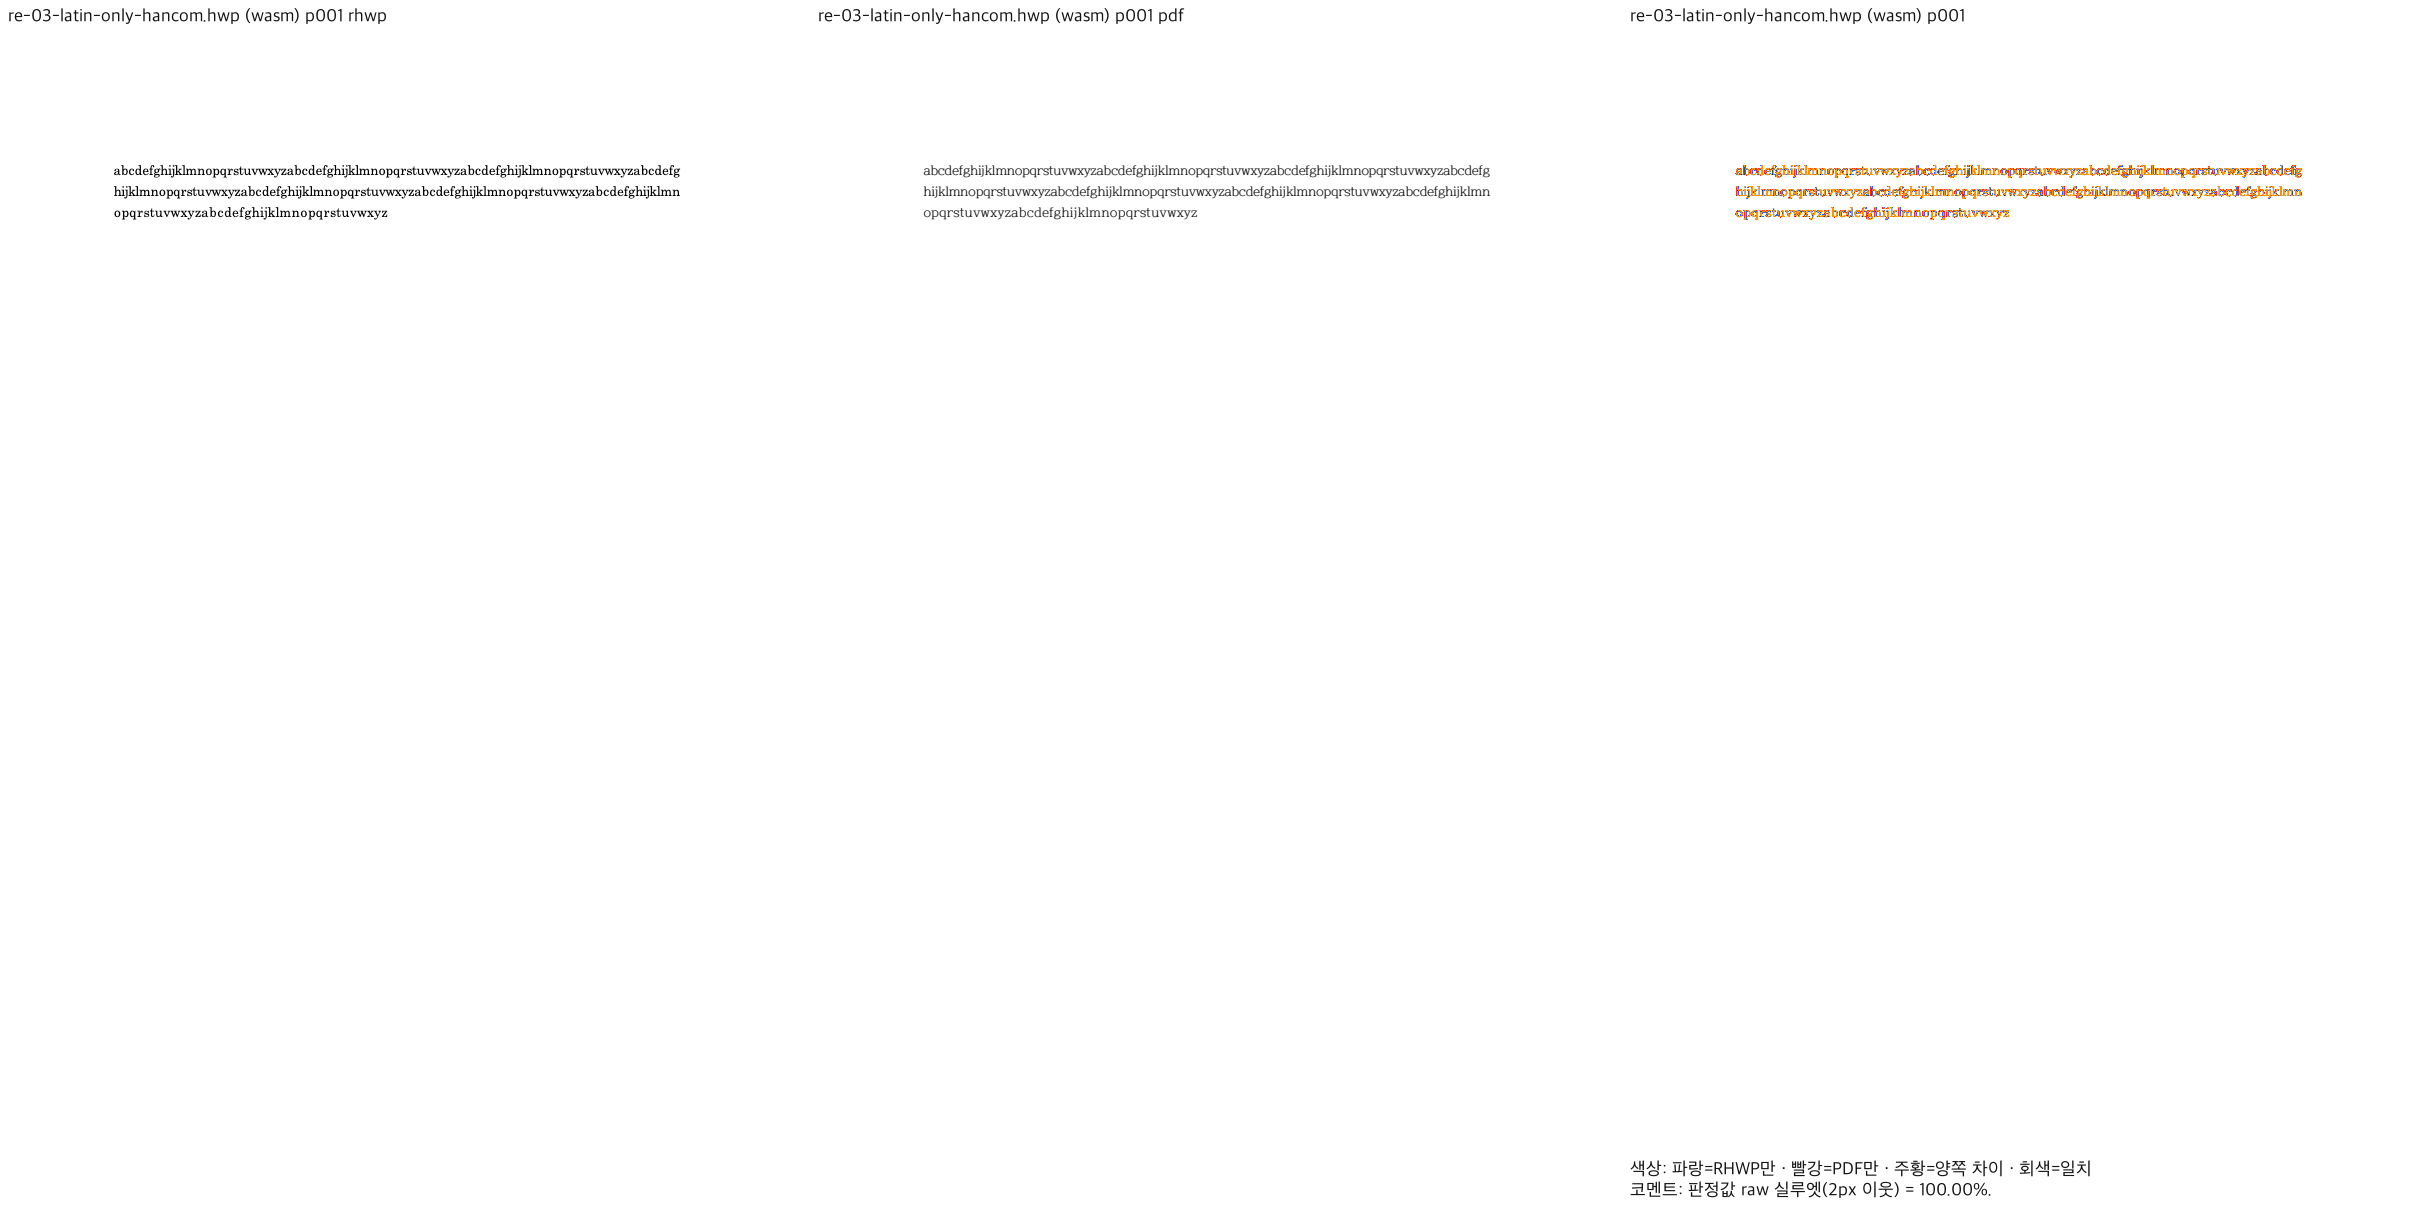 re-03-latin-only-hancom.hwp (wasm) p001 rhwp
abcdefghijklmnopqrstuvwxyzabcdefghijklmnopqrstuvwxyzabcdefghijklmnopqrstuvwxyzabcdefg
hijklmnopqrstuvwxyzabcdefghijklmnopqrstuvwxyzabcdefghijklmnopqrstuvwxyzabcdefghijklmn
opqrstuvwxyzabcdefghijklmnopqrstuvwxyz
re-03-latin-only-hancom.hwp (wasm) p001 pdf
abcdefghijklmnopqrstuvwxyzabcdefghijklmnopqrstuvwxyzabcdefghijklmnopqrstuvwxyzabcdefg
hijklmnopqrstuvwxyzabcdefghijklmnopqrstuvwxyzabcdefghijklmnopqrstuvwxyzabcdefghijklmn
opqrstuvwxyzabcdefghijklmnopqrstuvwxyz
re-03-latin-only-hancom.hwp (wasm) p001
abcdefghijklmnopqrstuvwxyzabcdefghijklmnopqrstuvwxyzabcdefghijklmnopqrstuvwxyzabcdefg
hijklmnopqrstuvwxyzabcdefghijklmnopqrstuvwxyzabcdefghijklmnopqrstuvwxyzabcdefghijklmn
opqrstuvwxyzabcdefghijklmnopqrstuvwxyz
색상: 파랑=RHWP만 · 빨강=PDF만 · 주황=양쪽 차이 · 회색=일치
코멘트: 판정값 raw 실루엣(2px 이웃) = 100.00%.